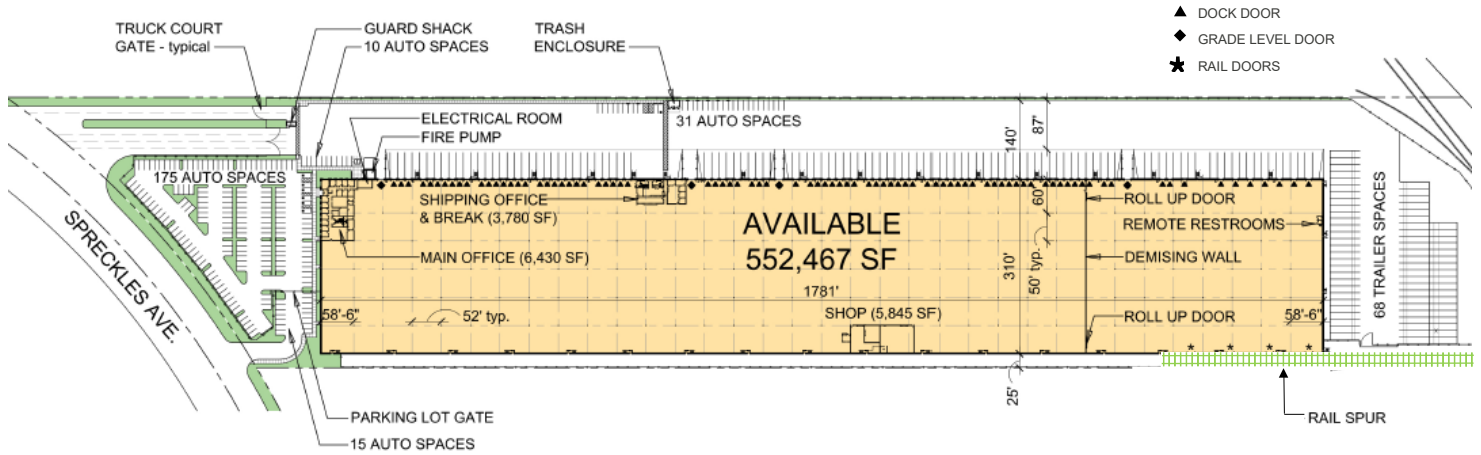 DOCK DOOR
GRADE LEVEL DOOR
RAIL DOORS
TRUCK COURT
GATE - typical
GUARD SHACK
10 AUTO SPACES
TRASH
ENCLOSURE
ELECTRICAL ROOM
FIRE PUMP
31 AUTO SPACES
140'
87'
175 AUTO SPACES
SPRECKLES AVE.
SHIPPING OFFICE
& BREAK (3,780 SF)
MAIN OFFICE (6,430 SF)
AVAILABLE
552,467 SF
1781'
310'
60'
50' typ.
ROLL UP DOOR
REMOTE RESTROOMS
DEMISING WALL
68 TRAILER SPACES
58'-6"
52' typ.
SHOP (5,845 SF)
ROLL UP DOOR
58'-6"
25'
PARKING LOT GATE
15 AUTO SPACES
RAIL SPUR